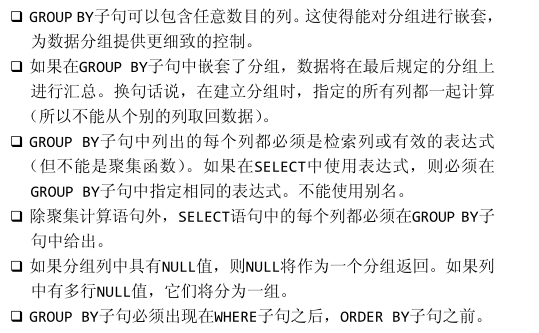 ❑ GROUP BY子句可以包含任意数目的列。这使得能对分组进行嵌套，
为数据分组提供更细致的控制。
❑ 如果在GROUP BY子句中嵌套了分组，数据将在最后规定的分组上
进行汇总。换句话说，在建立分组时，指定的所有列都一起计算
（所以不能从个别的列取回数据）。
❑ GROUP BY子句中列出的每个列都必须是检索列或有效的表达式
（但不能是聚集函数）。如果在SELECT中使用表达式，则必须在
GROUP BY子句中指定相同的表达式。不能使用别名。
❑ 除聚集计算语句外，SELECT语句中的每个列都必须在GROUP BY子
句中给出。
❑ 如果分组列中具有NULL值，则NULL将作为一个分组返回。如果列
中有多行NULL值，它们将分为一组。
❑ GROUP BY子句必须出现在WHERE子句之后，ORDER BY子句之前。